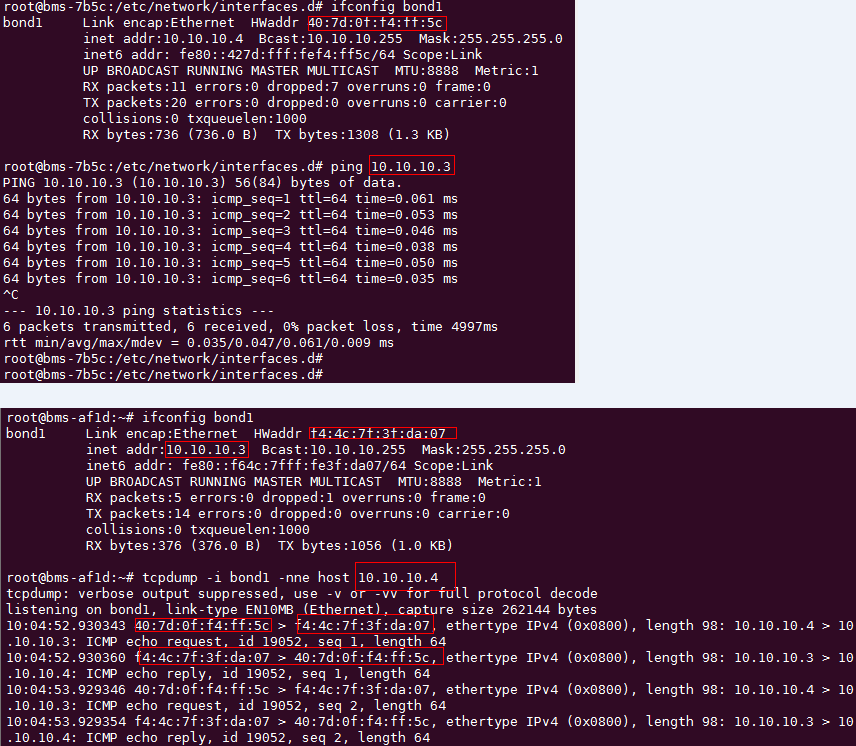 root@bms-7b5c:/etc/network/interfaces.d# ifconfig bond1
bond1     Link encap:Ethernet  HWaddr 40:7d:0f:f4:ff:5c
          inet addr:10.10.10.4  Bcast:10.10.10.255  Mask:255.255.255.0
          inet6 addr: fe80::427d:fff:fef4:ff5c/64 Scope:Link
          UP BROADCAST RUNNING MASTER MULTICAST  MTU:8888  Metric:1
          RX packets:11 errors:0 dropped:7 overruns:0 frame:0
          TX packets:20 errors:0 dropped:0 overruns:0 carrier:0
          collisions:0 txqueuelen:1000
          RX bytes:736 (736.0 B)  TX bytes:1308 (1.3 KB)
root@bms-7b5c:/etc/network/interfaces.d# ping 10.10.10.3
PING 10.10.10.3 (10.10.10.3) 56(84) bytes of data.
64 bytes from 10.10.10.3: icmp_seq=1 ttl=64 time=0.061 ms
64 bytes from 10.10.10.3: icmp_seq=2 ttl=64 time=0.053 ms
64 bytes from 10.10.10.3: icmp_seq=3 ttl=64 time=0.046 ms
64 bytes from 10.10.10.3: icmp_seq=4 ttl=64 time=0.038 ms
64 bytes from 10.10.10.3: icmp_seq=5 ttl=64 time=0.050 ms
64 bytes from 10.10.10.3: icmp_seq=6 ttl=64 time=0.035 ms
^C
--- 10.10.10.3 ping statistics ---
6 packets transmitted, 6 received, 0% packet loss, time 4997ms
rtt min/avg/max/mdev = 0.035/0.047/0.061/0.009 ms
root@bms-7b5c:/etc/network/interfaces.d#
root@bms-7b5c:/etc/network/interfaces.d#
root@bms-af1d:~# ifconfig bond1
bond1     Link encap:Ethernet  HWaddr f4:4c:7f:3f:da:07
          inet addr:10.10.10.3  Bcast:10.10.10.255  Mask:255.255.255.0
          inet6 addr: fe80::f64c:7fff:fe3f:da07/64 Scope:Link
          UP BROADCAST RUNNING MASTER MULTICAST  MTU:8888  Metric:1
          RX packets:5 errors:0 dropped:1 overruns:0 frame:0
          TX packets:14 errors:0 dropped:0 overruns:0 carrier:0
          collisions:0 txqueuelen:1000
          RX bytes:376 (376.0 B)  TX bytes:1056 (1.0 KB)
root@bms-af1d:~# tcpdump -i bond1 -nne host 10.10.10.4
tcpdump: verbose output suppressed, use -v or -vv for full protocol decode
listening on bond1, link-type EN10MB (Ethernet), capture size 262144 bytes
10:04:52.930343 40:7d:0f:f4:ff:5c > f4:4c:7f:3f:da:07, ethertype IPv4 (0x0800), length 98: 10.10.10.4 > 10
.10.10.3: ICMP echo request, id 19052, seq 1, length 64
10:04:52.930360 f4:4c:7f:3f:da:07 > 40:7d:0f:f4:ff:5c, ethertype IPv4 (0x0800), length 98: 10.10.10.3 > 10
.10.10.4: ICMP echo reply, id 19052, seq 1, length 64
10:04:53.929346 40:7d:0f:f4:ff:5c > f4:4c:7f:3f:da:07, ethertype IPv4 (0x0800), length 98: 10.10.10.4 > 10
.10.10.3: ICMP echo request, id 19052, seq 2, length 64
10:04:53.929354 f4:4c:7f:3f:da:07 > 40:7d:0f:f4:ff:5c, ethertype IPv4 (0x0800), length 98: 10.10.10.3 > 10
.10.10.4: ICMP echo reply, id 19052, seq 2, length 64